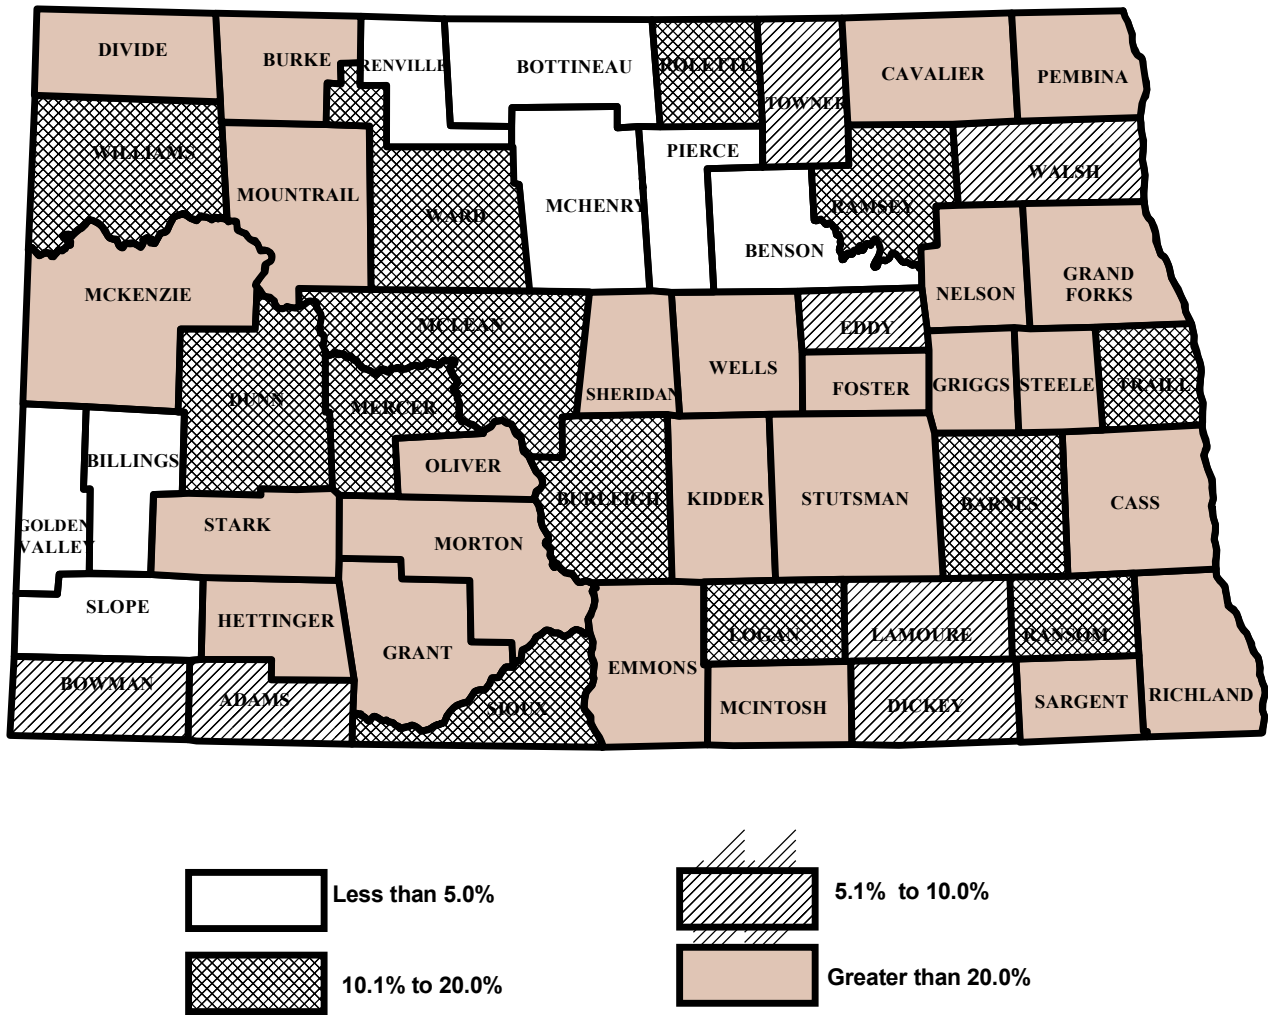 DIVIDE
BURKE
RENVILLE
BOTTINEAU
ROLETTE
TOWNER
CAVALIER
PEMBINA
WILLIAMS
MOUNTRAIL
WARD
MCHENRY
PIERCE
BENSON
RAMSEY
WALSH
MCKENZIE
MCLEAN
EDDY
NELSON
GRAND
FORKS
DUNN
MERCER
SHERIDAN
WELLS
FOSTER
GRIGGS
STEELE
TRAILL
BILLINGS
OLIVER
BURLEIGH
KIDDER
STUTSMAN
BARNES
CASS
GOLDEN
VALLEY
STARK
MORTON
SLOPE
HETTINGER
GRANT
EMMONS
LOGAN
LAMOURE
RANSOM
BOWMAN
ADAMS
SIOUX
MCINTOSH
DICKEY
SARGENT
RICHLAND
Less than 5.0%
5.1% to 10.0%
10.1% to 20.0%
Greater than 20.0%